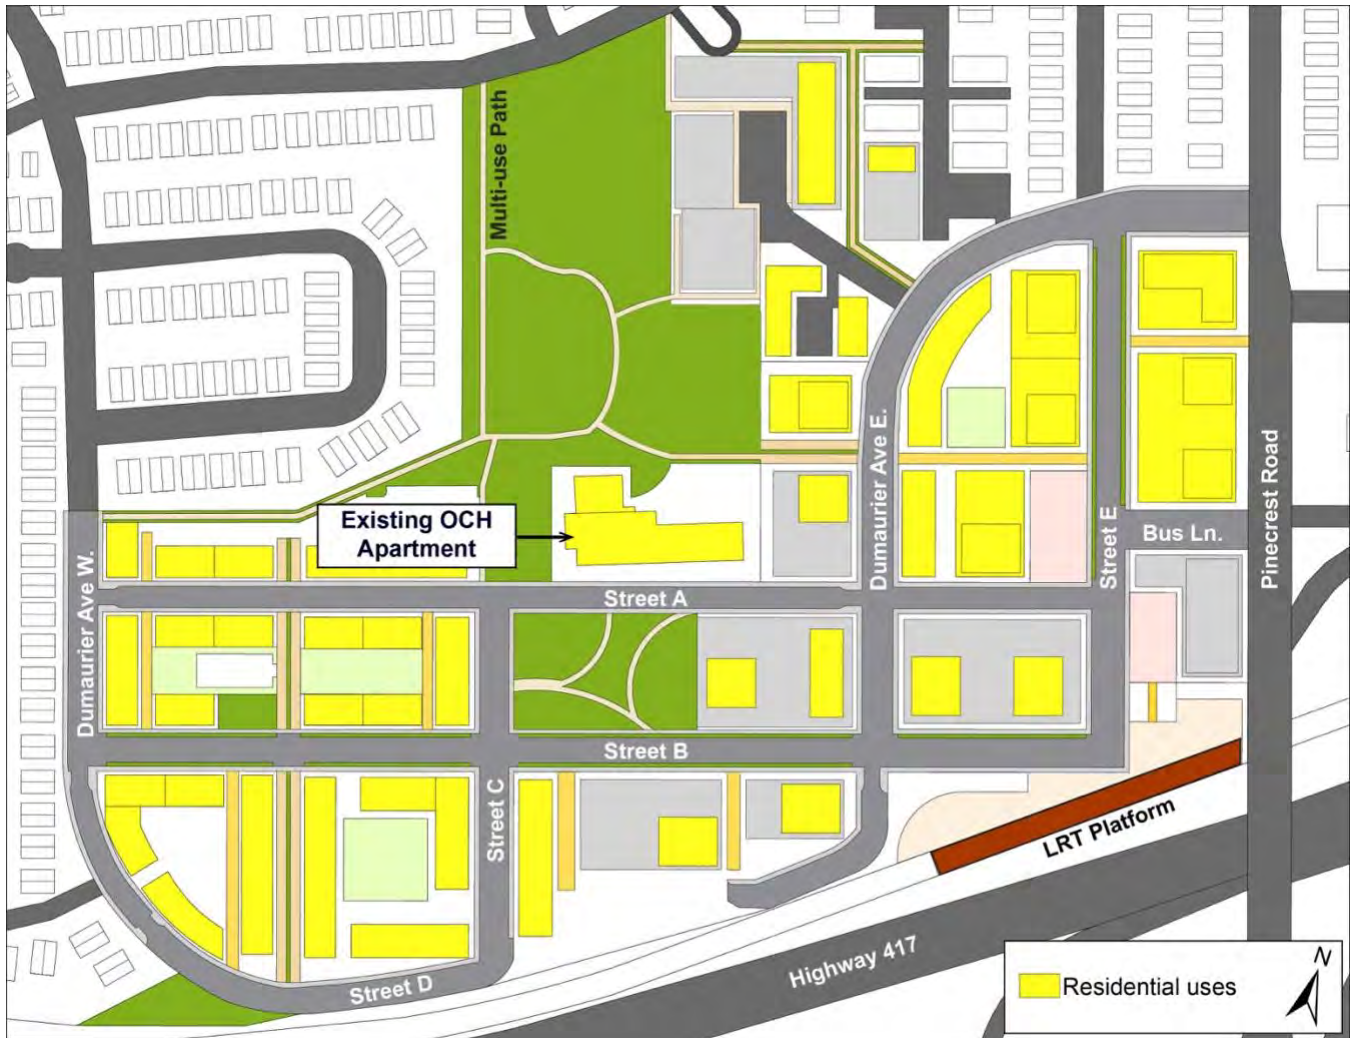 Multi-use Path
Existing OCH
Apartment
Dumaurier Ave E.
Street E
Bus Ln.
Pinecrest Road
Dumaurier Ave W.
Street A
Street B
Street C
LRT Platform
Highway 417
Street D
N
Residential uses